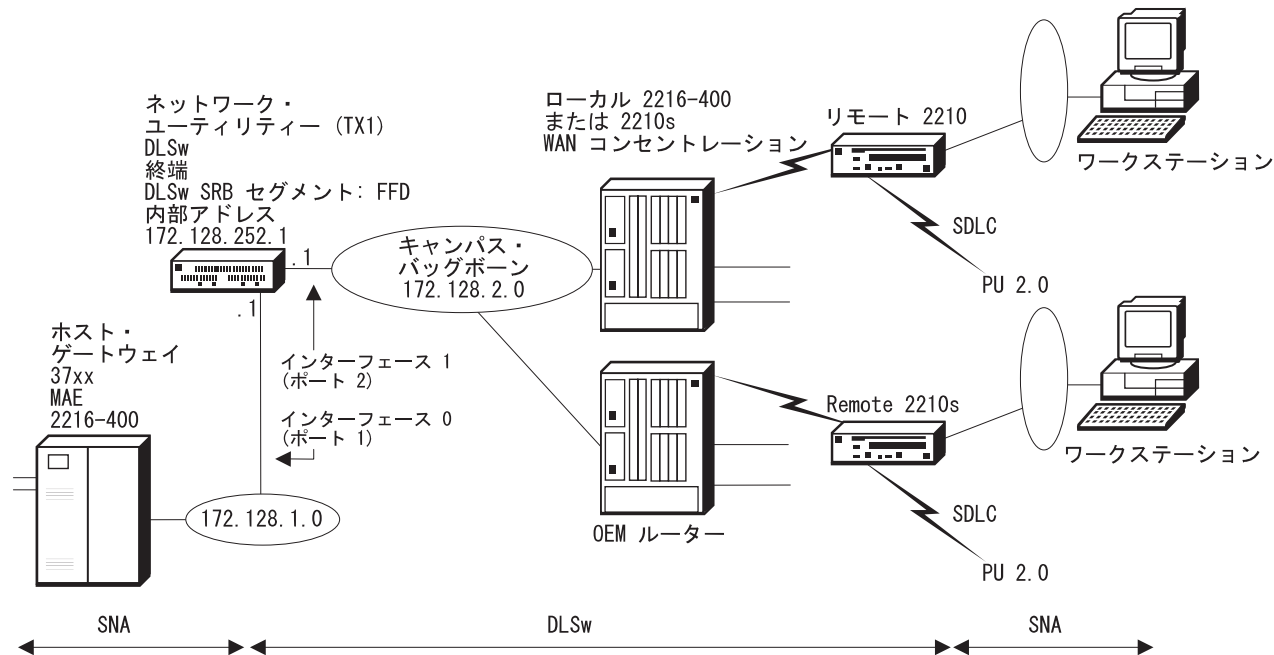 ネットワーク・
ユーティリティー (TX1)
DLSw
終端
DLSw SRB セグメント: FFD
内部アドレス
172.128.252.1
.1
.1
キャンパス・
バッグボーン
172.128.2.0
ローカル 2216-400
または 2210s
WAN コンセントレーション
リモート 2210
ワークステーション
SDLC
PU 2.0
ホスト・
ゲートウェイ
37xx
MAE
2216-400
インターフェース 1
(ポート 2)
インターフェース 0
(ポート 1)
172.128.1.0
OEM ルーター
Remote 2210s
ワークステーション
SDLC
PU 2.0
SNA
DLSw
SNA